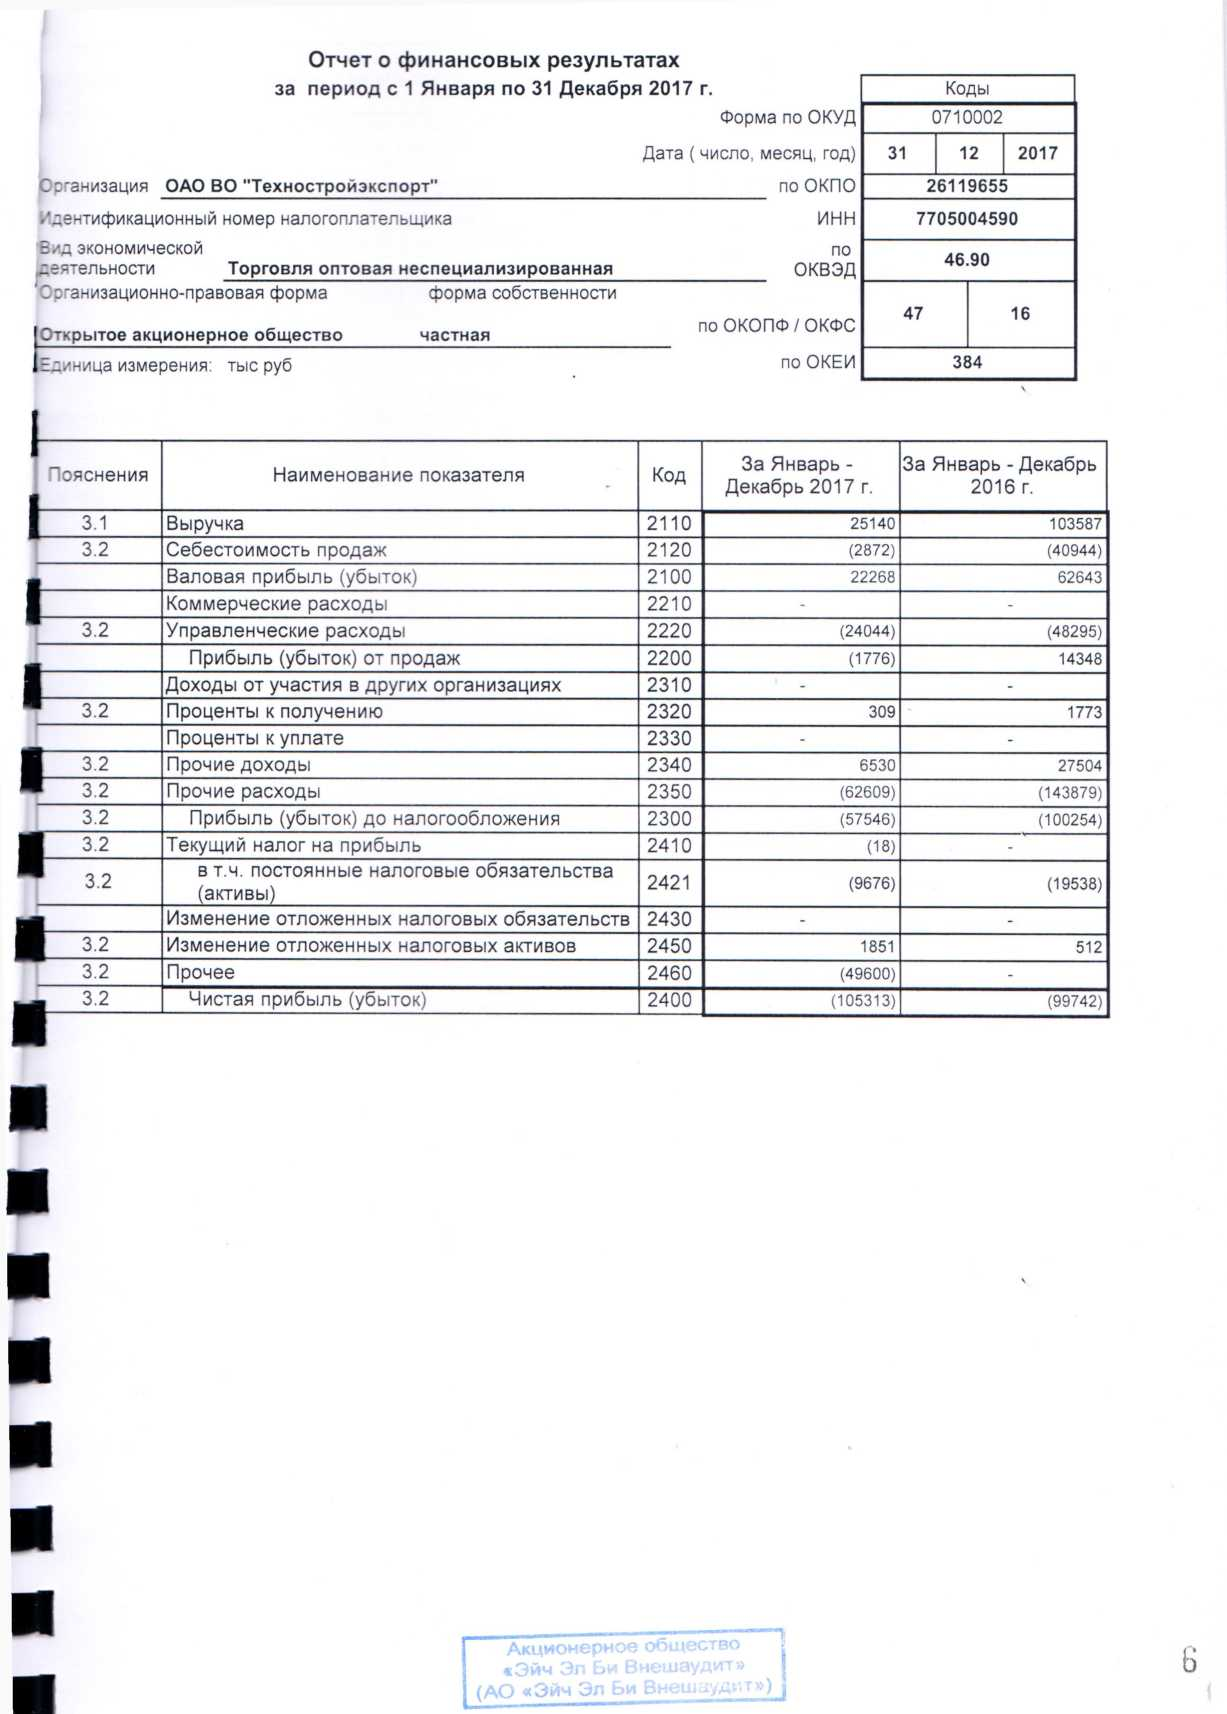 Отчет о финансовых результатах
за период с 1 Января по 31 Декабря 2017 г.
Коды
Форма по ОКУД 0710002
Дата ( число, месяц, год) 31 12 2017
Организация ОАО ВО "Техностройэкспорт" по ОКПО 26119655
Идентификационный номер налогоплательщика ИНН 7705004590
Вид экономической деятельности Торговля оптовая неспециализированная по ОКВЭД 46.90
Организационно-правовая форма форма собственности
Открытое акционерное общество частная по ОКОПФ / ОКФС 47 16
Единица измерения: тыс руб по ОКЕИ 384
Пояснения Наименование показателя Код За Январь - Декабрь 2017 г. За Январь - Декабрь 2016 г.
3.1 Выручка 2110 25140 103587
3.2 Себестоимость продаж 2120 (2872) (40944)
Валовая прибыль (убыток) 2100 22268 62643
Коммерческие расходы 2210 - -
3.2 Управленческие расходы 2220 (24044) (48295)
Прибыль (убыток) от продаж 2200 (1776) 14348
Доходы от участия в других организациях 2310 - -
3.2 Проценты к получению 2320 309 1773
Проценты к уплате 2330 - -
3.2 Прочие доходы 2340 6530 27504
3.2 Прочие расходы 2350 (62609) (143879)
3.2 Прибыль (убыток) до налогообложения 2300 (57546) (100254)
3.2 Текущий налог на прибыль 2410 (18) -
3.2 в т.ч. постоянные налоговые обязательства (активы) 2421 (9676) (19538)
Изменение отложенных налоговых обязательств 2430 - -
3.2 Изменение отложенных налоговых активов 2450 1851 512
3.2 Прочее 2460 (49600) -
3.2 Чистая прибыль (убыток) 2400 (105313) (99742)
Акционерное общество
«Эйч Эл Би Внешаудит»
(АО «Эйч Эл Би Внешаудит»)
6